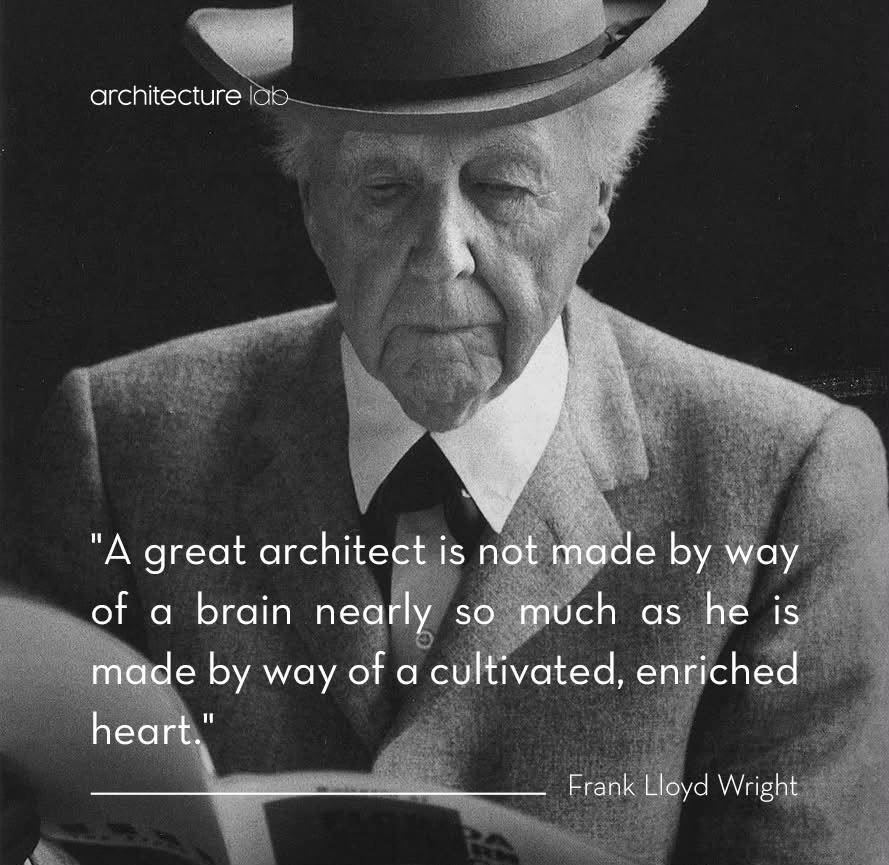 architecture lab
"A great architect is not made by way
of a brain nearly so much as he is
made by way of a cultivated, enriched
heart."
Frank Lloyd Wright